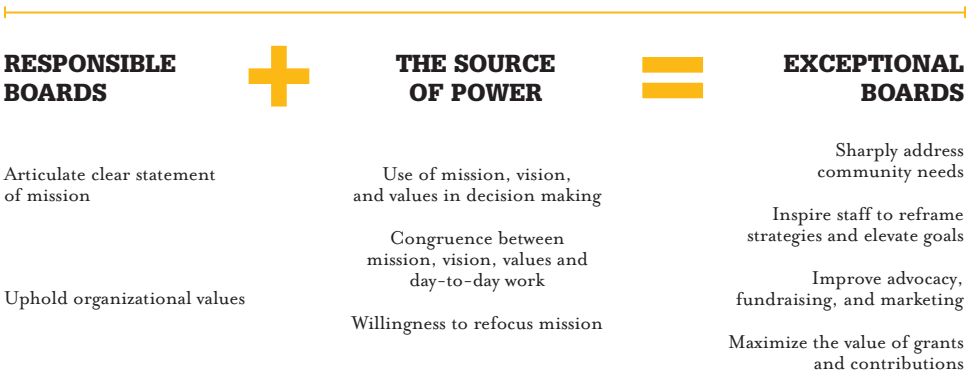 RESPONSIBLE
BOARDS
+
THE SOURCE
OF POWER
=
EXCEPTIONAL
BOARDS
Articulate clear statement
of mission
Uphold organizational values
Use of mission, vision,
and values in decision making
Congruence between
mission, vision, values and
day-to-day work
Willingness to refocus mission
Sharply address
community needs
Inspire staff to reframe
strategies and elevate goals
Improve advocacy,
fundraising, and marketing
Maximize the value of grants
and contributions